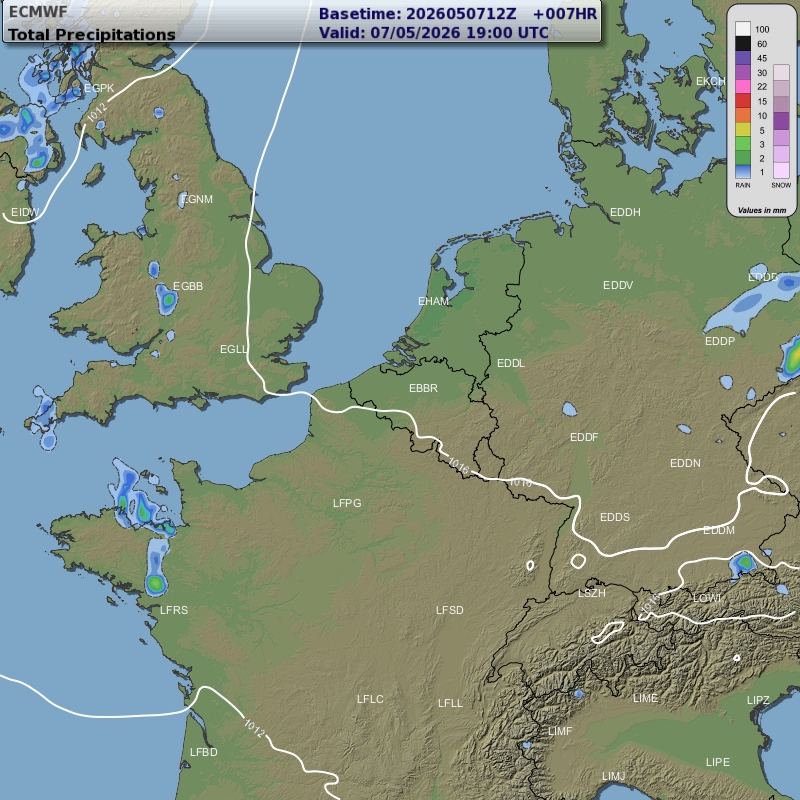 ECMWF
Total Precipitations
Basetime: 2026050712Z +007HR
Valid: 07/05/2026 19:00 UTC
100
60
45
30
22
15
10
5
3
2
1
RAIN SNOW
Values in mm
EGPK
EKCH
1012
EIDW
EGNM
EDDH
EGBB
EHAM
EDDV
EDDB
EGLL
EDDP
EBBR
EDDL
EDDF
1016
1016
EDDN
LFPG
EDDS
EDDM
LFRS
LFSD
LSZH
1016
LOWI
LFLC
LFLL
LIME
LIPZ
1012
LIMF
LFBD
LIPE
LIMJ